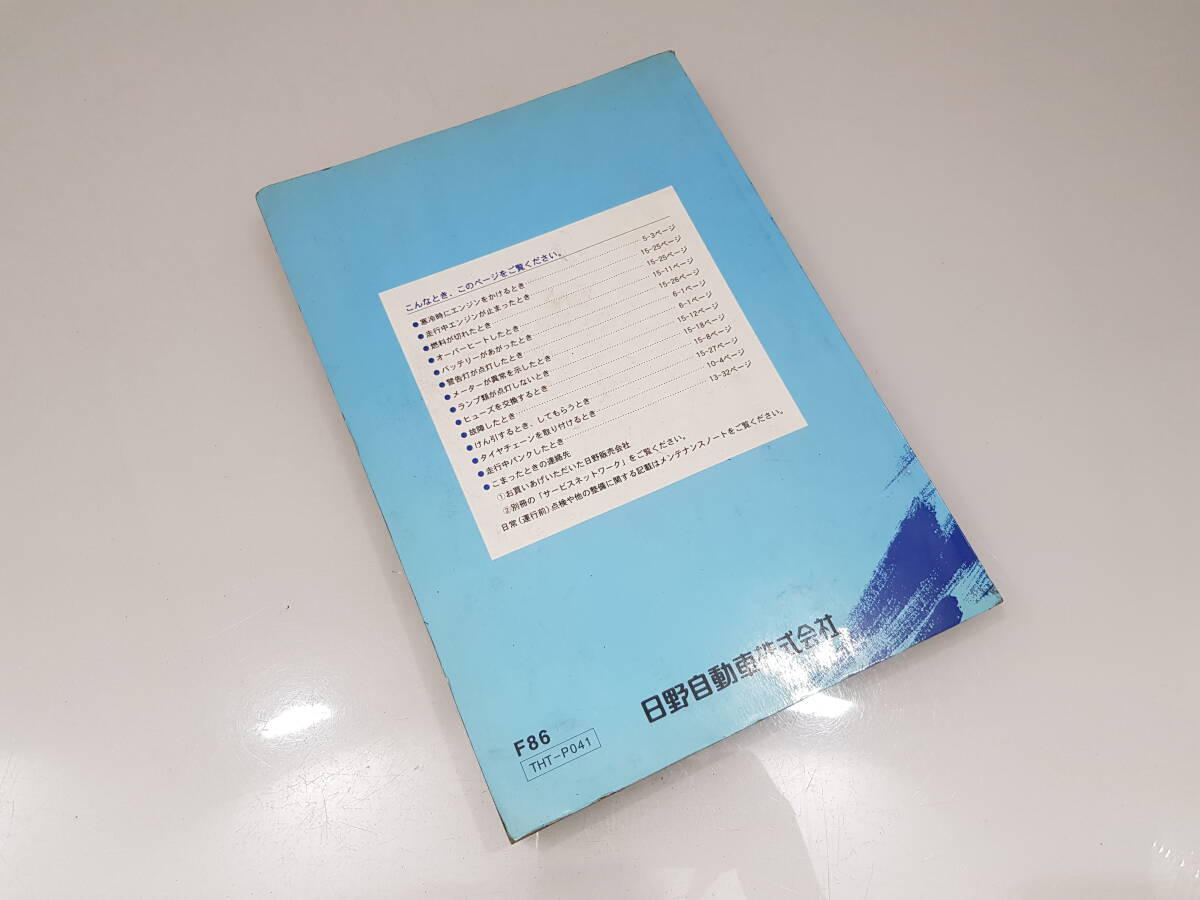 こんなとき、このページをご覧ください。
●寒冷時にエンジンをかけるとき 5-3ページ
●走行中エンジンが止まったとき 15-25ページ
●燃料が切れたとき 15-25ページ
●オーバーヒートしたとき 15-11ページ
●バッテリーがあがったとき 15-26ページ
●警告灯が点灯したとき 6-1ページ
●メーターが異常を示したとき 6-1ページ
●ランプ類が点灯しないとき 15-12ページ
●ヒューズを交換するとき 15-18ページ
●故障したとき 15-8ページ
●けん引するとき、してもらうとき 15-27ページ
●タイヤチェーンを取り付けるとき 10-4ページ
●走行中パンクしたとき 13-32ページ
●こまったときの連絡先
①お買いあげいただいた日野販売会社
②別冊の「サービスネットワーク」をご覧ください。
日常(運行前)点検や他の整備に関する記載はメンテナンスノートをご覧ください。
日野自動車株式会社
F86
THT-P041